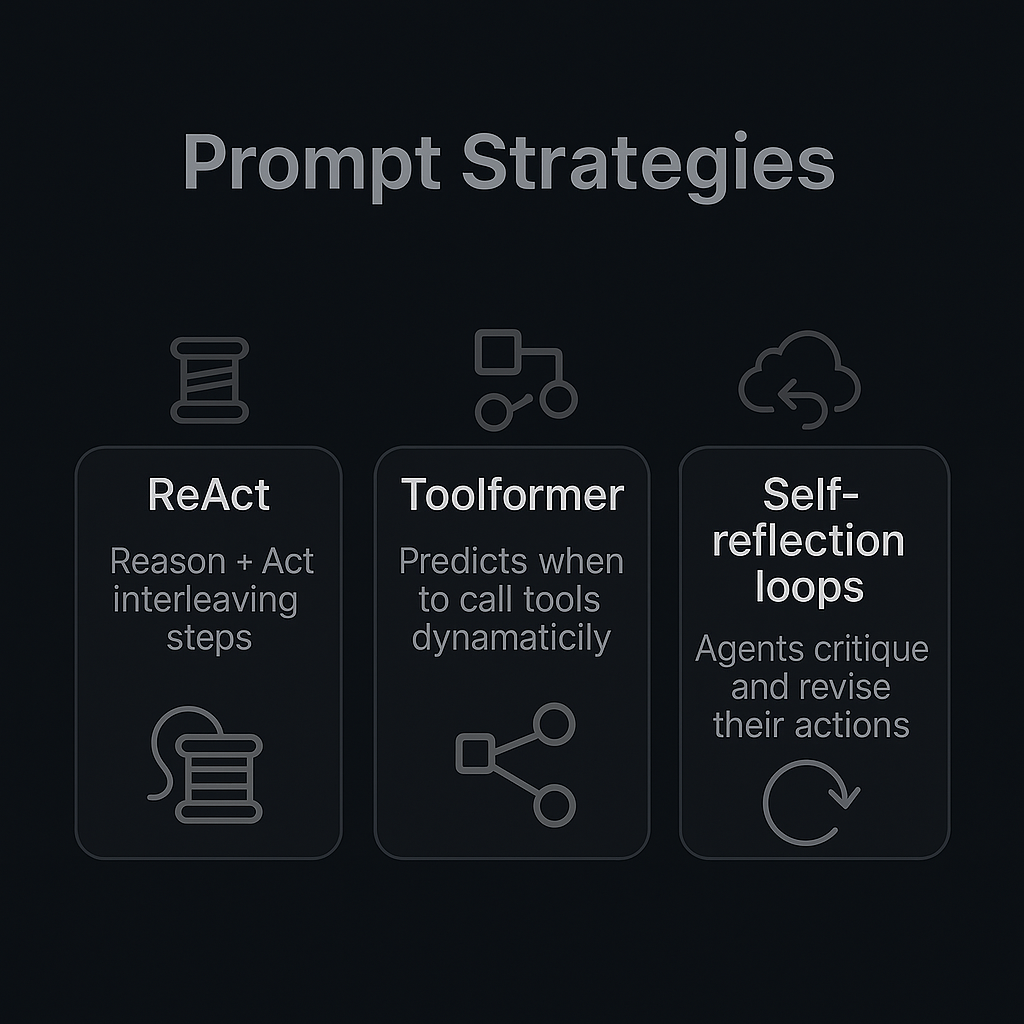 Prompt Strategies
ReAct
Reason + Act
interleaving
steps
Toolformer
Predicts when
to call tools
dynamaticily
Self-
reflection
loops
Agents critique
and revise
their actions